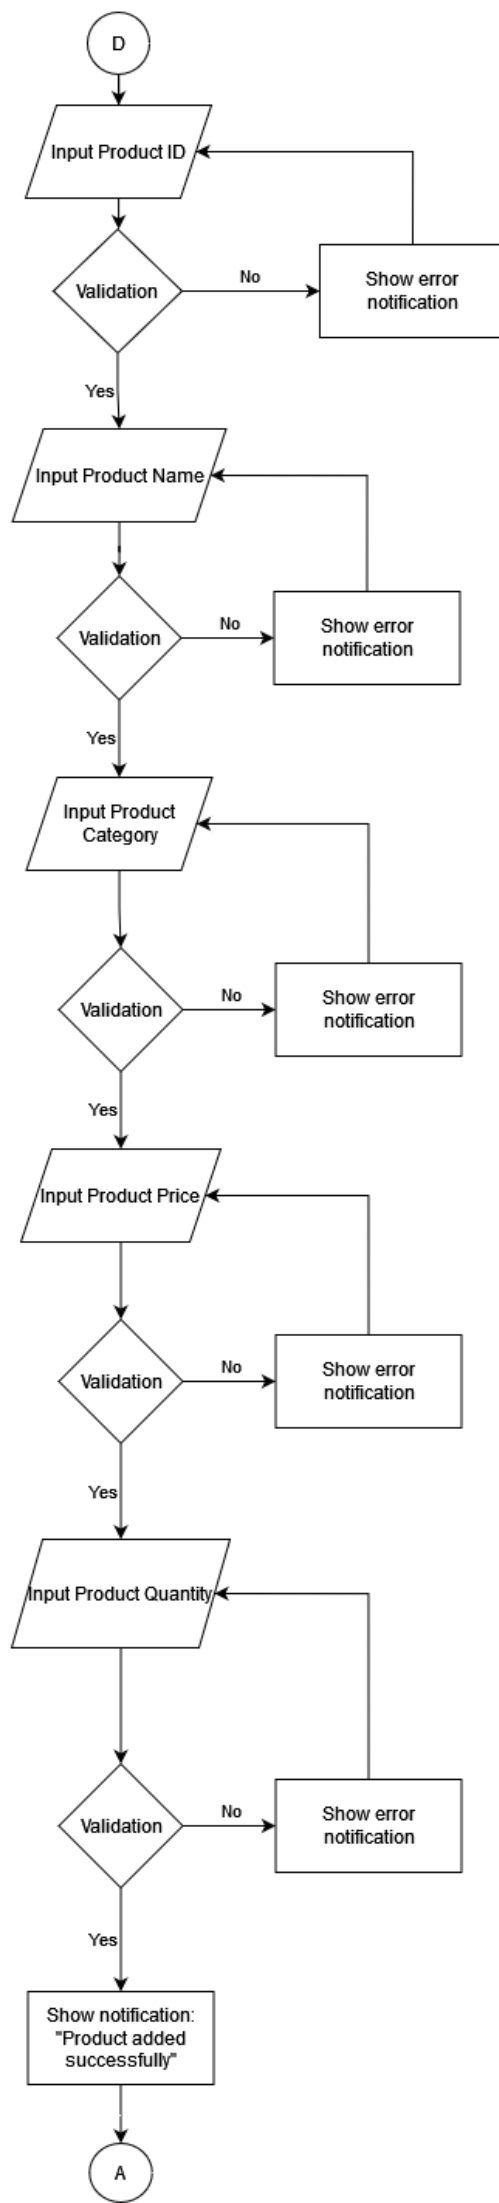 D
Input Product ID
Validation
No
Show error
notification
Yes
Input Product Name
Validation
No
Show error
notification
Yes
Input Product
Category
Validation
No
Show error
notification
Yes
Input Product Price
Validation
No
Show error
notification
Yes
Input Product Quantity
Validation
No
Show error
notification
Yes
Show notification:
"Product added
successfully"
A